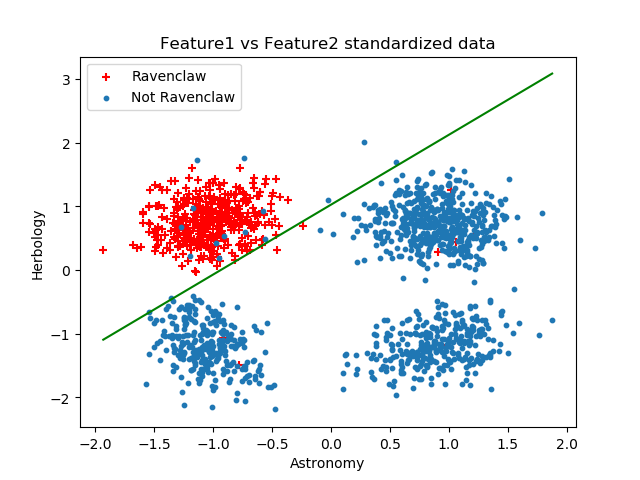 Feature1 vs Feature2 standardized data
Ravenclaw
Not Ravenclaw
Herbology
3
2
1
0
−1
−2
−2.0 −1.5 −1.0 −0.5 0.0 0.5 1.0 1.5 2.0
Astronomy